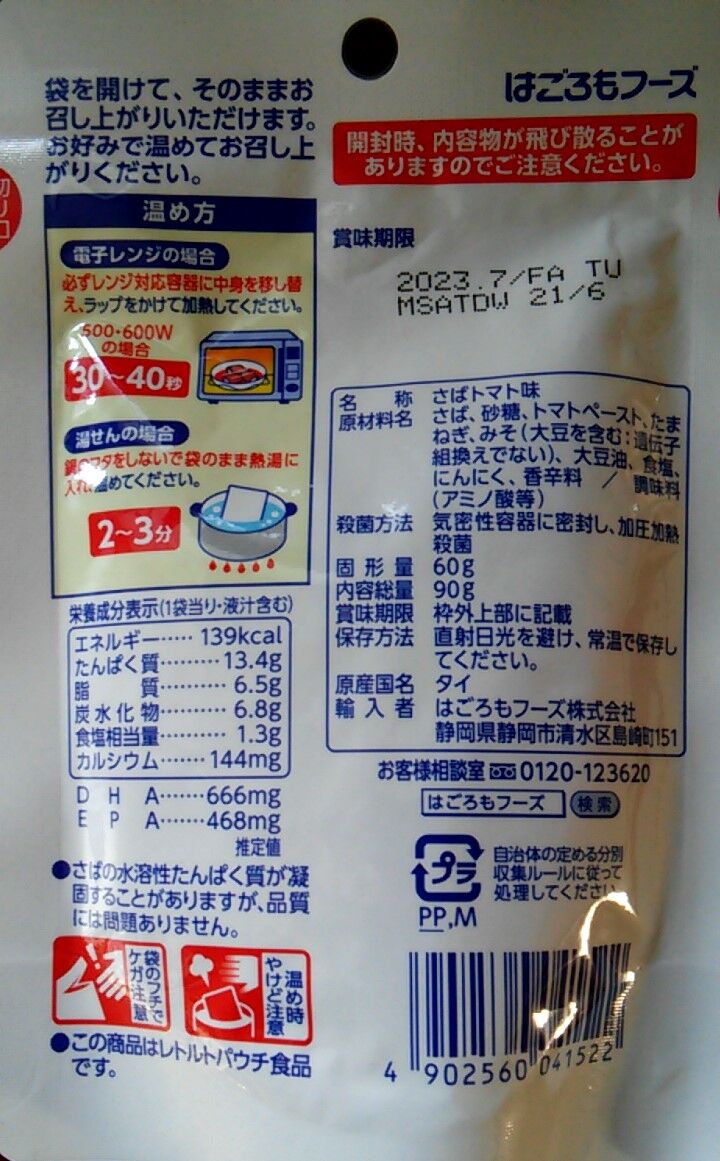 袋を開けて、そのままお
召し上がりいただけます。
お好みで温めてお召し上
がりください。
切り口
温め方
電子レンジの場合
必ずレンジ対応容器に中身を移し替
え、ラップをかけて加熱してください。
500・600W
の場合
30〜40秒
湯せんの場合
鍋のフタをしないで袋のまま熱湯に
入れ温めてください。
2〜3分
栄養成分表示(1袋当り・液汁含む)
エネルギー…… 139kcal
たんぱく質……… 13.4g
脂 質……… 6.5g
炭水化物……… 6.8g
食塩相当量……… 1.3g
カルシウム……… 144mg
D H A……666mg
E P A……468mg
推定値
●さばの水溶性たんぱく質が凝
固することがありますが、品質
には問題ありません。
袋のフチで
ケガ注意
温め時
やけど注意
●この商品はレトルトパウチ食品
です。
はごろもフーズ
開封時、内容物が飛び散ることが
ありますのでご注意ください。
賞味期限
2023.7/FA TU
MSATDW 21/6
名称 さばトマト味
原材料名 さば、砂糖、トマトペースト、たま
ねぎ、みそ(大豆を含む:遺伝子
組換えでない)、大豆油、食塩、
にんにく、香辛料 / 調味料
(アミノ酸等)
殺菌方法 気密性容器に密封し、加圧加熱
殺菌
固形量 60g
内容総量 90g
賞味期限 枠外上部に記載
保存方法 直射日光を避け、常温で保存し
てください。
原産国名 タイ
輸入者 はごろもフーズ株式会社
静岡県静岡市清水区島崎町151
お客様相談室 0120-123620
はごろもフーズ 検索
プラ
PP,M
自治体の定める分別
収集ルールに従って
処理してください
4 902560 041522